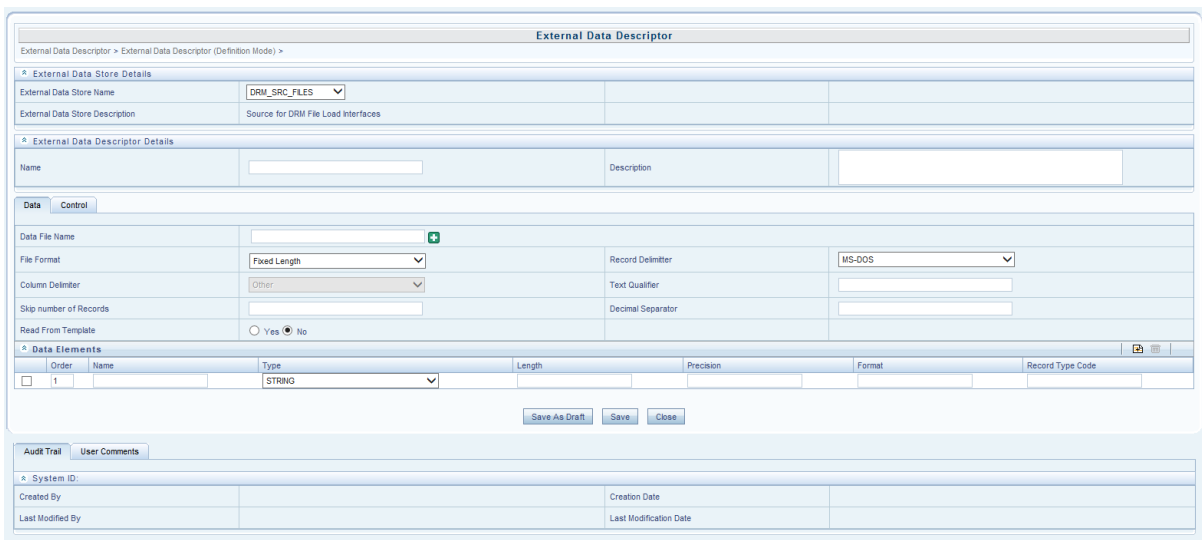 External Data Descriptor
External Data Descriptor > External Data Descriptor (Definition Mode) >
External Data Store Details
External Data Store Name DRM_SRC_FILES
External Data Store Description Source for DRM File Load Interfaces
External Data Descriptor Details
Name Description
Data Control
Data File Name
File Format Fixed Length Record Delimitter MS-DOS
Column Delimiter Other Text Qualifier
Skip number of Records Decimal Separator
Read From Template Yes No
Data Elements
Order Name Type Length Precision Format Record Type Code
1 STRING
Save As Draft Save Close
Audit Trail User Comments
System ID:
Created By Creation Date
Last Modified By Last Modification Date